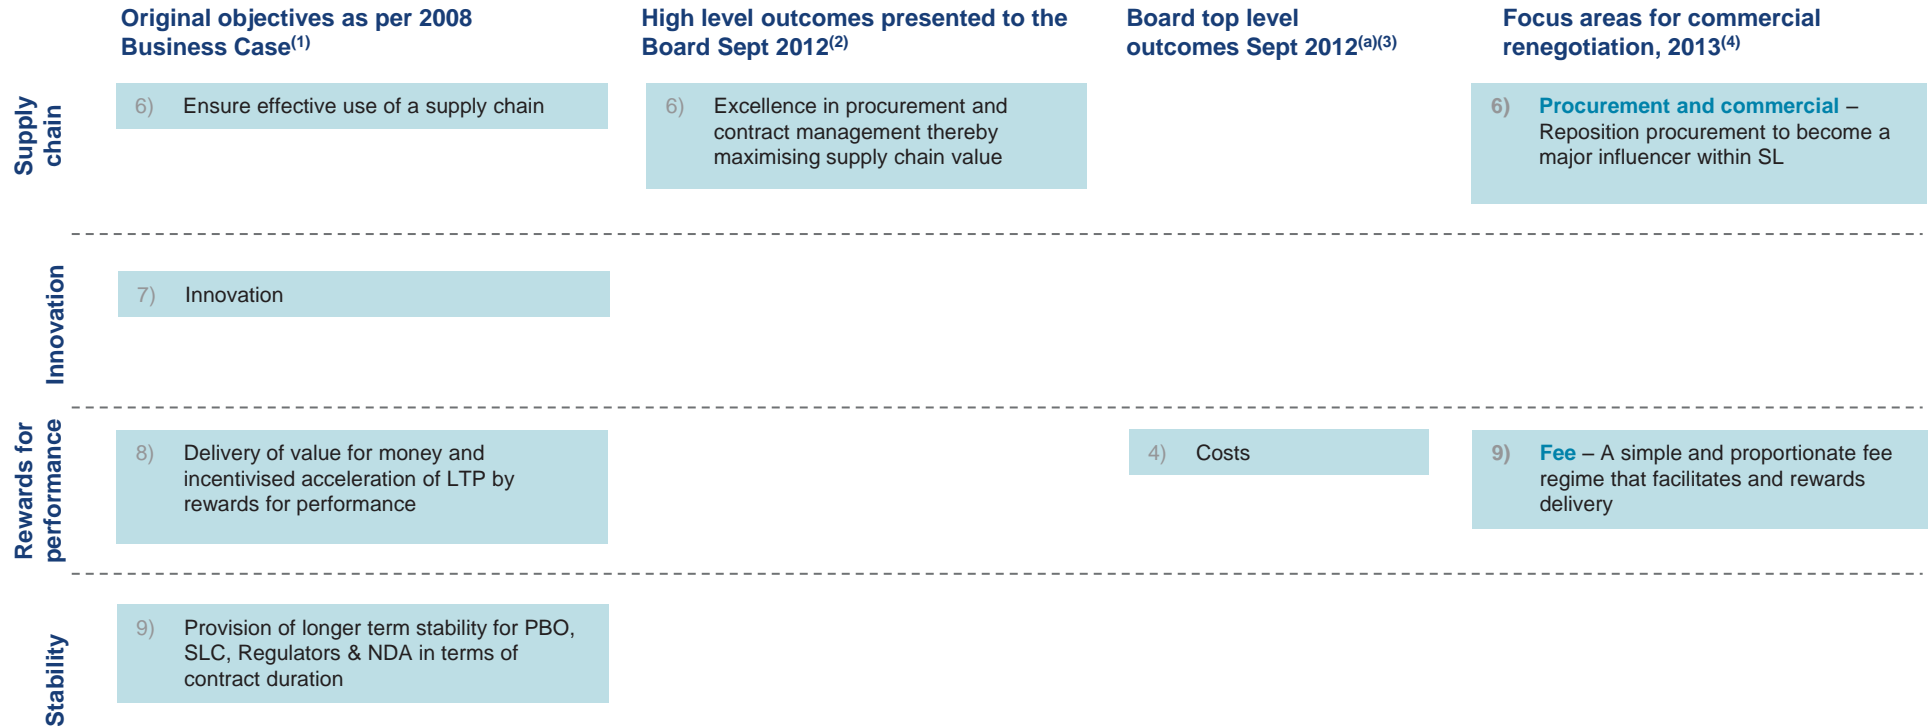 Original objectives as per 2008
Business Case(1)
High level outcomes presented to the
Board Sept 2012(2)
Board top level
outcomes Sept 2012(a)(3)
Focus areas for commercial
renegotiation, 2013(4)
Supply
chain
6) Ensure effective use of a supply chain
6) Excellence in procurement and
contract management thereby
maximising supply chain value
6) Procurement and commercial –
Reposition procurement to become a
major influencer within SL
Innovation
7) Innovation
Rewards for
performance
8) Delivery of value for money and
incentivised acceleration of LTP by
rewards for performance
4) Costs
9) Fee – A simple and proportionate fee
regime that facilitates and rewards
delivery
Stability
9) Provision of longer term stability for PBO,
SLC, Regulators & NDA in terms of
contract duration